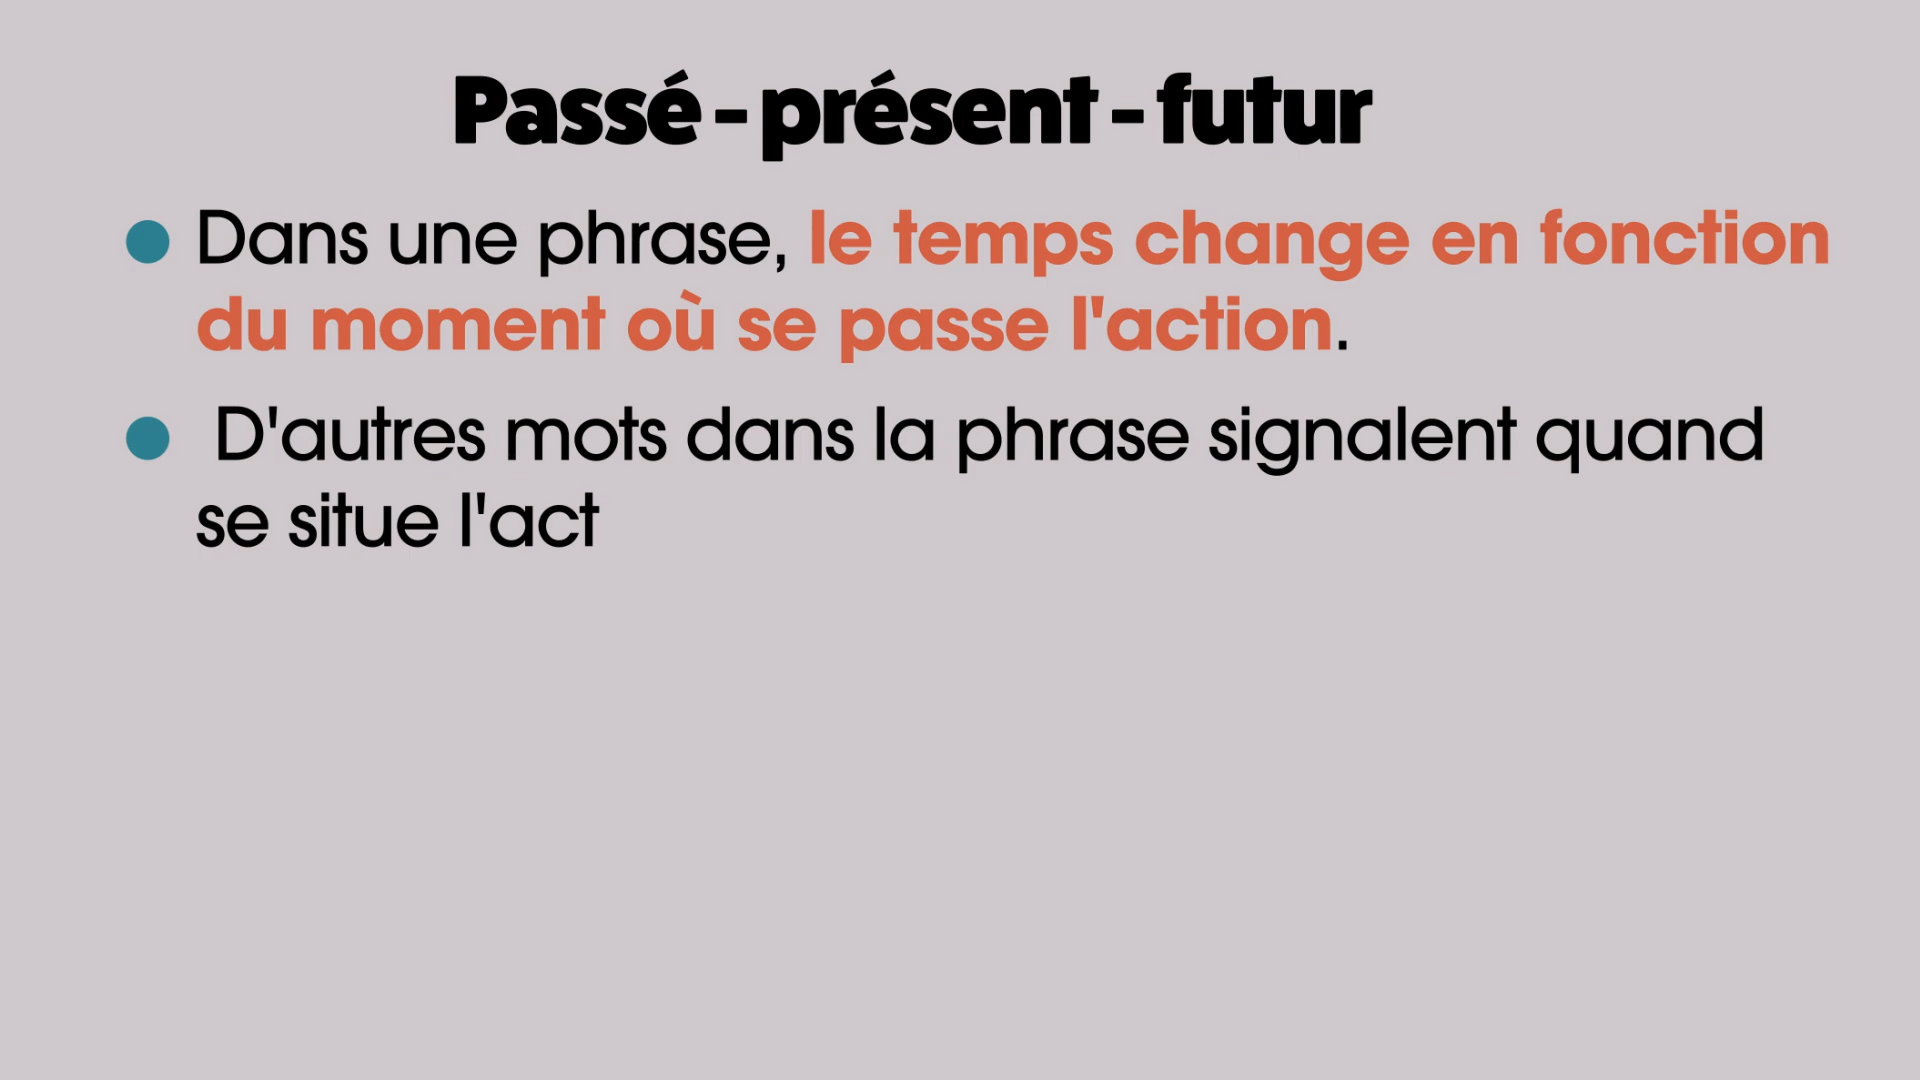 Passé - présent - futur
Dans une phrase, le temps change en fonction
du moment où se passe l'action.
D'autres mots dans la phrase signalent quand
se situe l'act